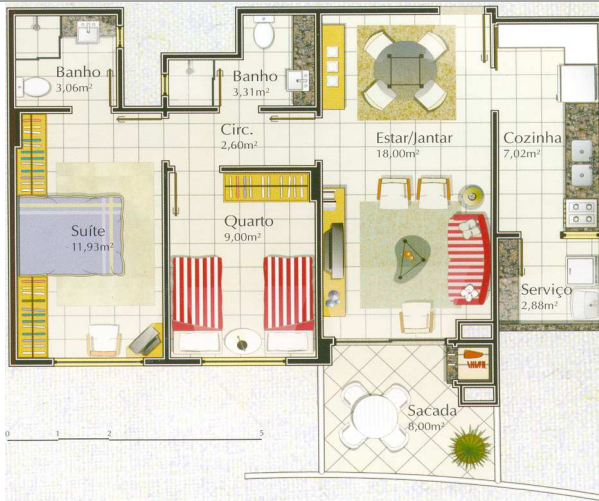 Banho
3,06m²
Banho
3,31m²
Circ.
2,60m²
Estar/Jantar
18,00m²
Cozinha
7,02m²
Suíte
11,93m²
Quarto
9,00m²
Serviço
2,88m²
Sacada
8,00m²
0 1 2 5